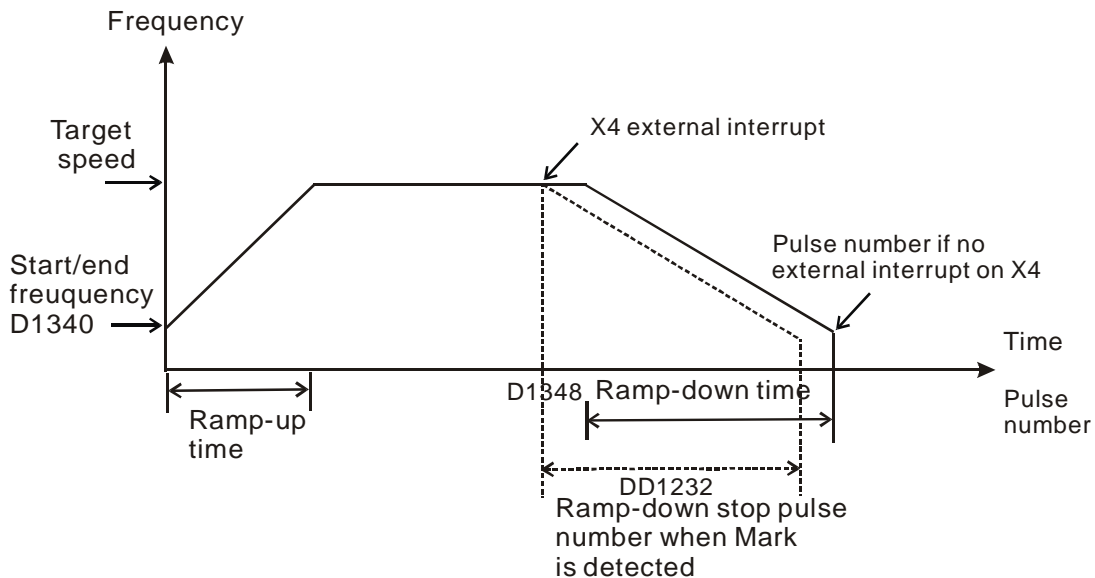 Frequency
Target
speed
X4 external interrupt
Start/end
freuquency
D1340
Pulse number if no
external interrupt on X4
Time
Pulse
number
Ramp-up
time
D1348
Ramp-down time
DD1232
Ramp-down stop pulse
number when Mark
is detected